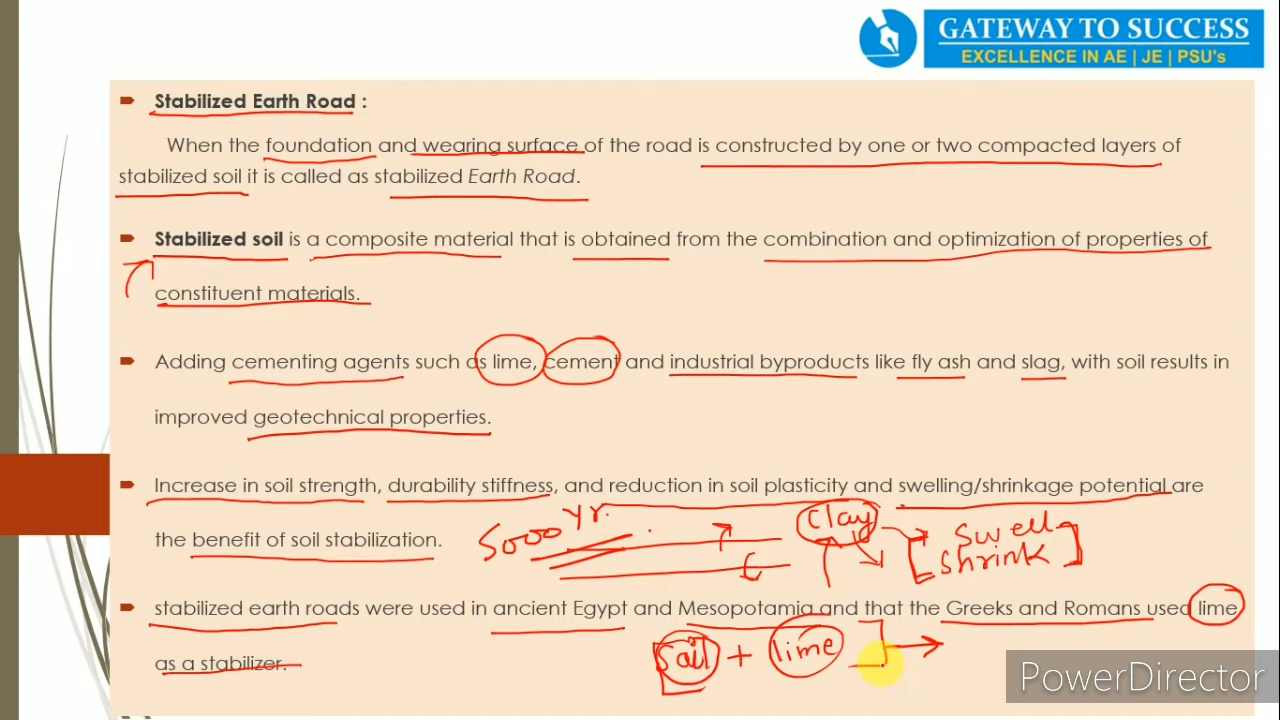 GATEWAY TO SUCCESS
EXCELLENCE IN AE | JE | PSU's
Stabilized Earth Road :
When the foundation and wearing surface of the road is constructed by one or two compacted layers of
stabilized soil it is called as stabilized Earth Road.
Stabilized soil is a composite material that is obtained from the combination and optimization of properties of
constituent materials.
Adding cementing agents such as lime, cement and industrial byproducts like fly ash and slag, with soil results in
improved geotechnical properties.
Increase in soil strength, durability stiffness, and reduction in soil plasticity and swelling/shrinkage potential are
the benefit of soil stabilization.
5000 yr.
clay
Swell
Shrink
stabilized earth roads were used in ancient Egypt and Mesopotamia and that the Greeks and Romans used lime
as a stabilizer.
Soil + lime
PowerDirector